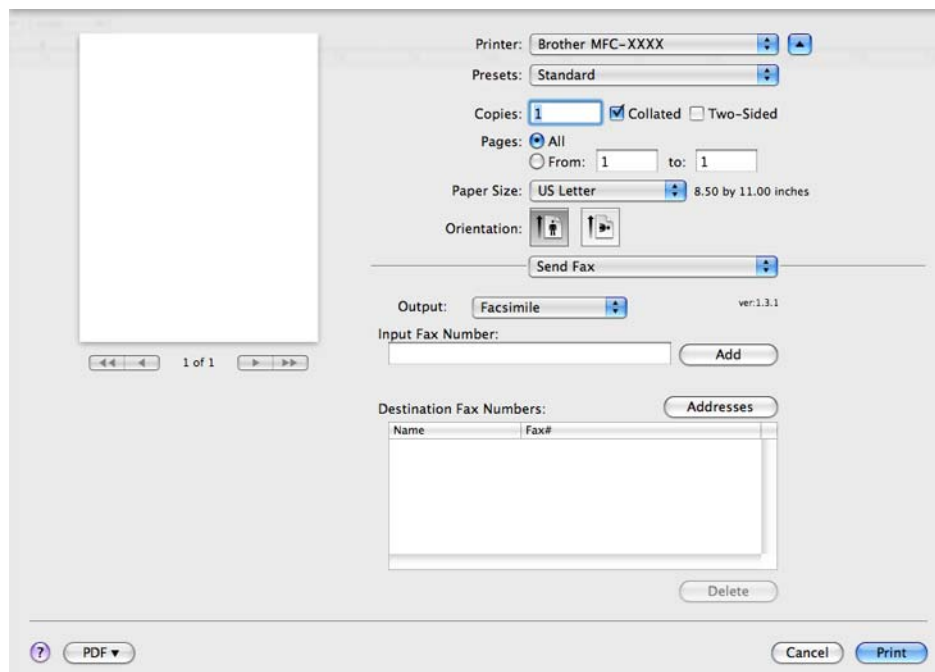 Printer: Brother MFC-XXXX
Presets: Standard
Copies: 1 Collated Two-Sided
Pages: All
From: 1 to: 1
Paper Size: US Letter 8.50 by 11.00 inches
Orientation:
Send Fax
Output: Facsimile ver:1.3.1
Input Fax Number:
Add
1 of 1
Destination Fax Numbers: Addresses
Name Fax#
Delete
? PDF▼ Cancel Print